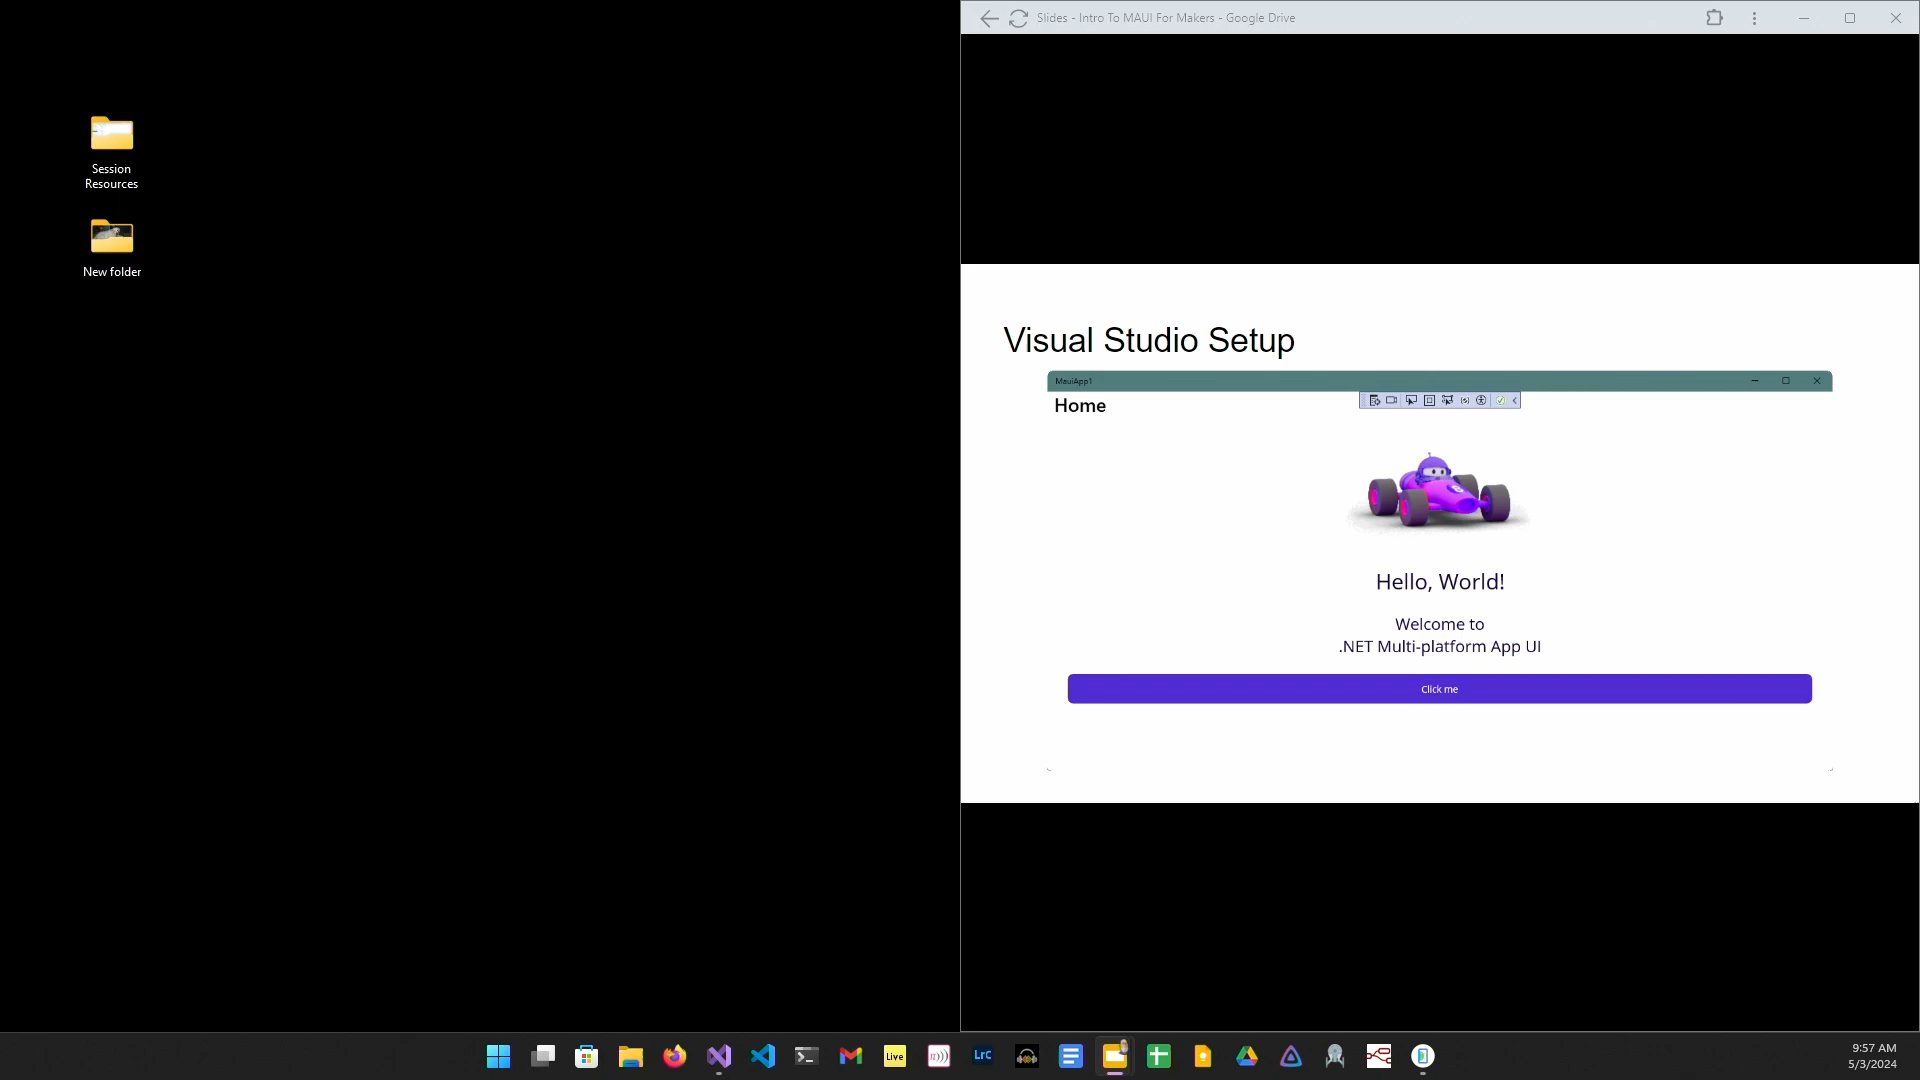 Slides - Intro To MAUI For Makers - Google Drive
Session
Resources
New folder
Visual Studio Setup
MauiApp1
Home
Hello, World!
Welcome to
.NET Multi-platform App UI
Click me
Live
LrC
9:57 AM
5/3/2024